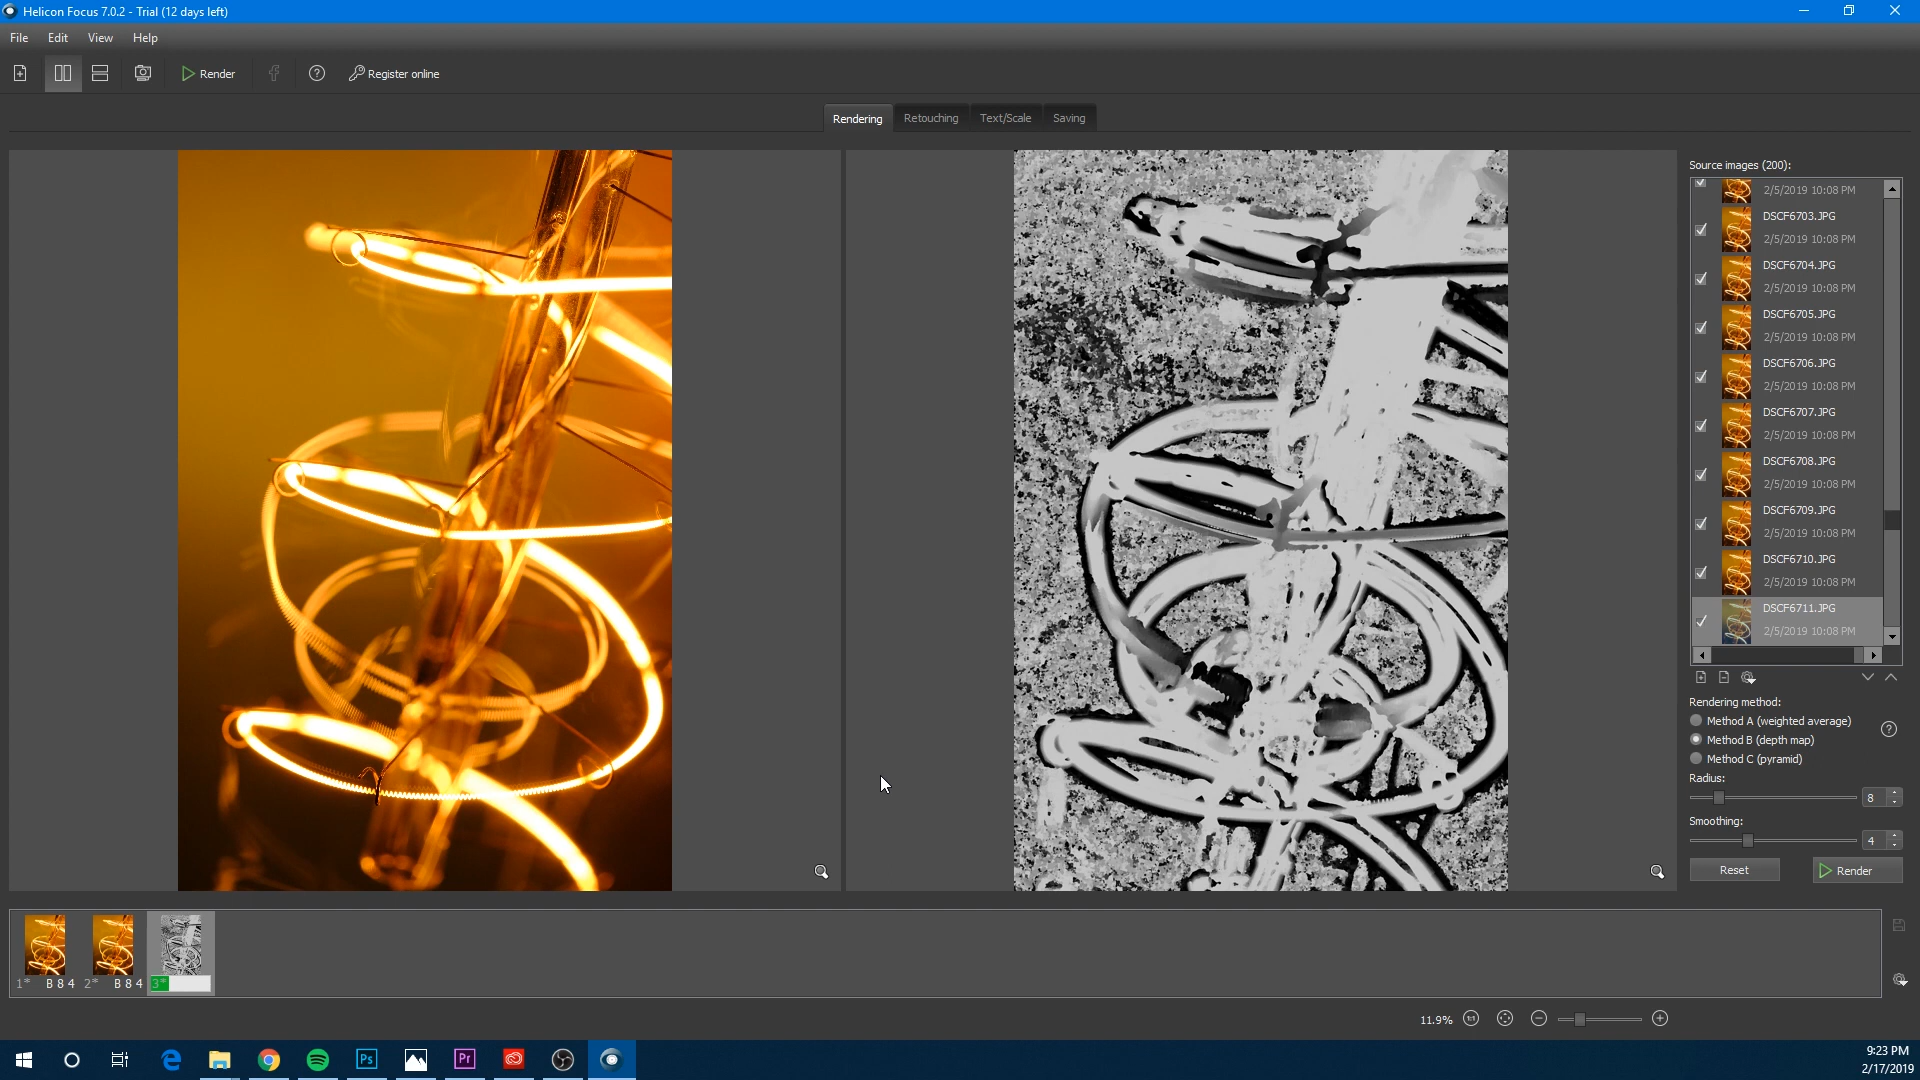 Helicon Focus 7.0.2 - Trial (12 days left)
File Edit View Help
Render Register online
Rendering Retouching Text/Scale Saving
Source images (200):
2/5/2019 10:08 PM
DSCF6703.JPG
2/5/2019 10:08 PM
DSCF6704.JPG
2/5/2019 10:08 PM
DSCF6705.JPG
2/5/2019 10:08 PM
DSCF6706.JPG
2/5/2019 10:08 PM
DSCF6707.JPG
2/5/2019 10:08 PM
DSCF6708.JPG
2/5/2019 10:08 PM
DSCF6709.JPG
2/5/2019 10:08 PM
DSCF6710.JPG
2/5/2019 10:08 PM
DSCF6711.JPG
2/5/2019 10:08 PM
Rendering method:
Method A (weighted average)
Method B (depth map)
Method C (pyramid)
Radius:
8
Smoothing:
4
Reset Render
1* B 8 4 2* B 8 4 3*
11.9% 1:1
Ps Pr
9:23 PM
2/17/2019